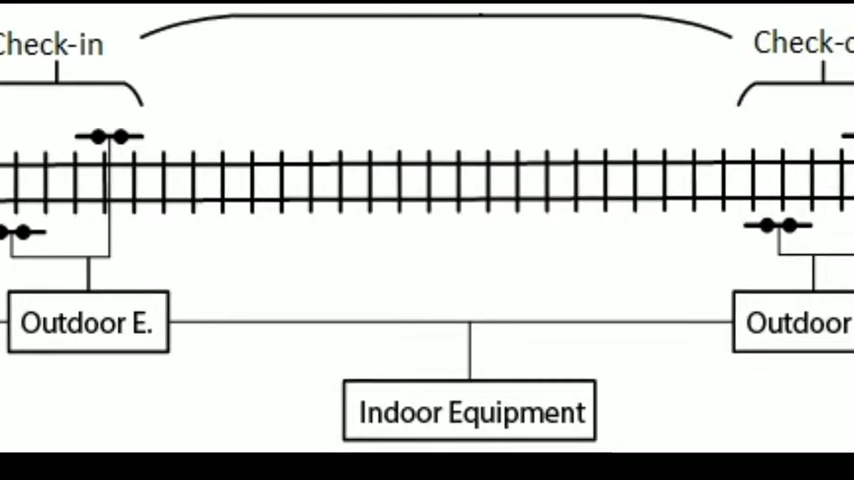 Check-in
Check-o
Outdoor E.
Outdoor
Indoor Equipment